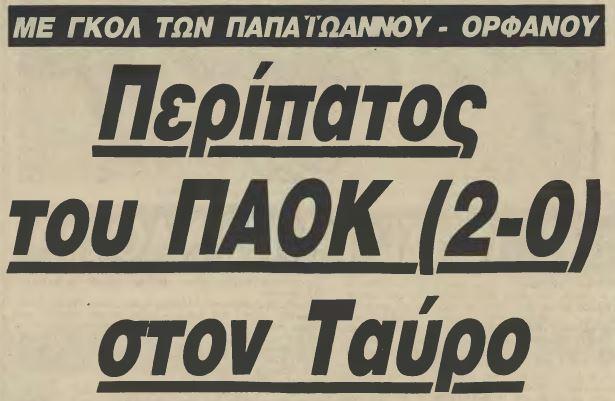 ΜΕ ΓΚΟΛ ΤΩΝ ΠΑΠΑΪΩΑΝΝΟΥ - ΟΡΦΑΝΟΥ
Περίπατος
του ΠΑΟΚ (2-0)
στον Ταύρο